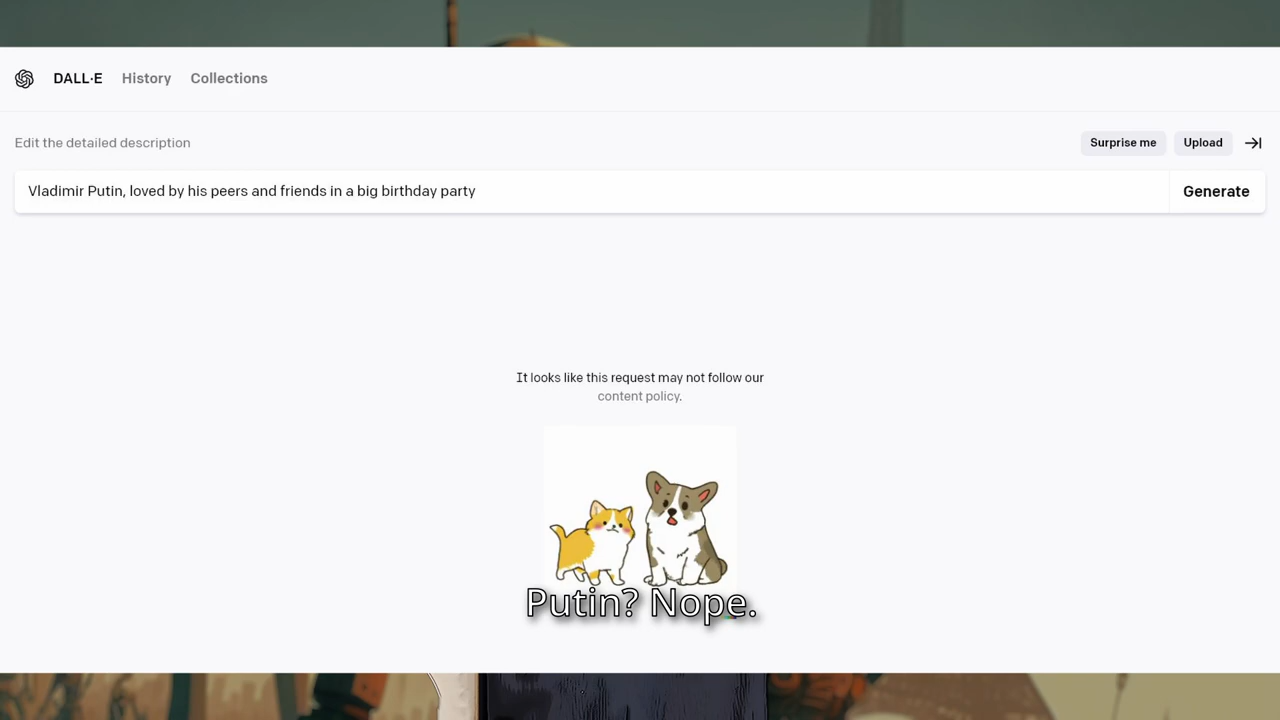 DALL·E History Collections
Edit the detailed description
Surprise me Upload
Vladimir Putin, loved by his peers and friends in a big birthday party
Generate
It looks like this request may not follow our
content policy.
Putin? Nope.